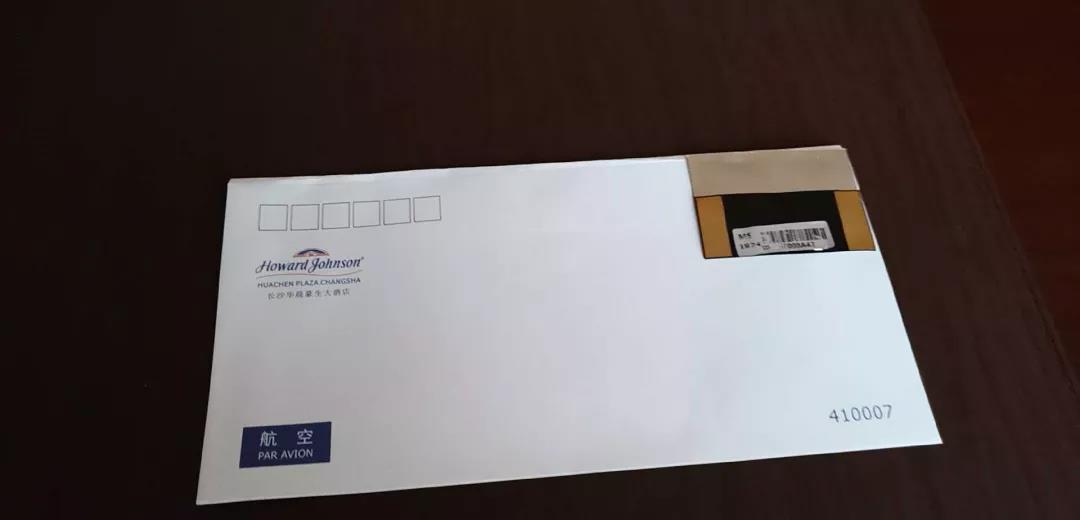 Howard Johnson®
HUACHEN PLAZA CHANGSHA
长沙华晨豪生大酒店
航 空
PAR AVION
410007